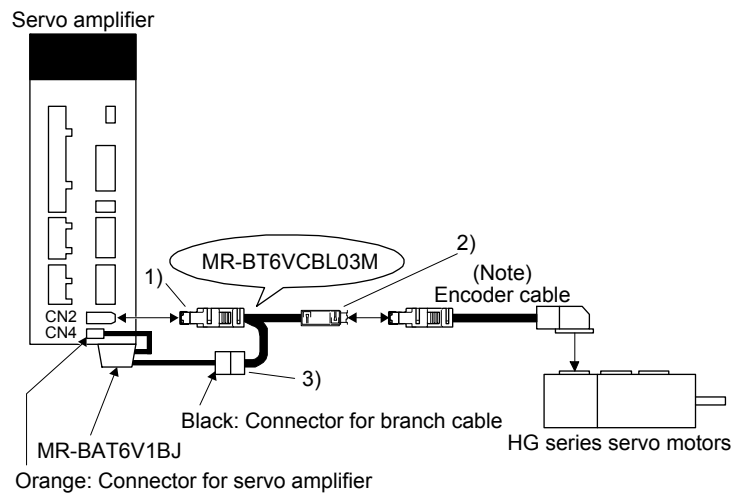 Servo amplifier
MR-BT6VCBL03M
1)
2)
(Note)
Encoder cable
CN2
CN4
3)
Black: Connector for branch cable
HG series servo motors
MR-BAT6V1BJ
Orange: Connector for servo amplifier